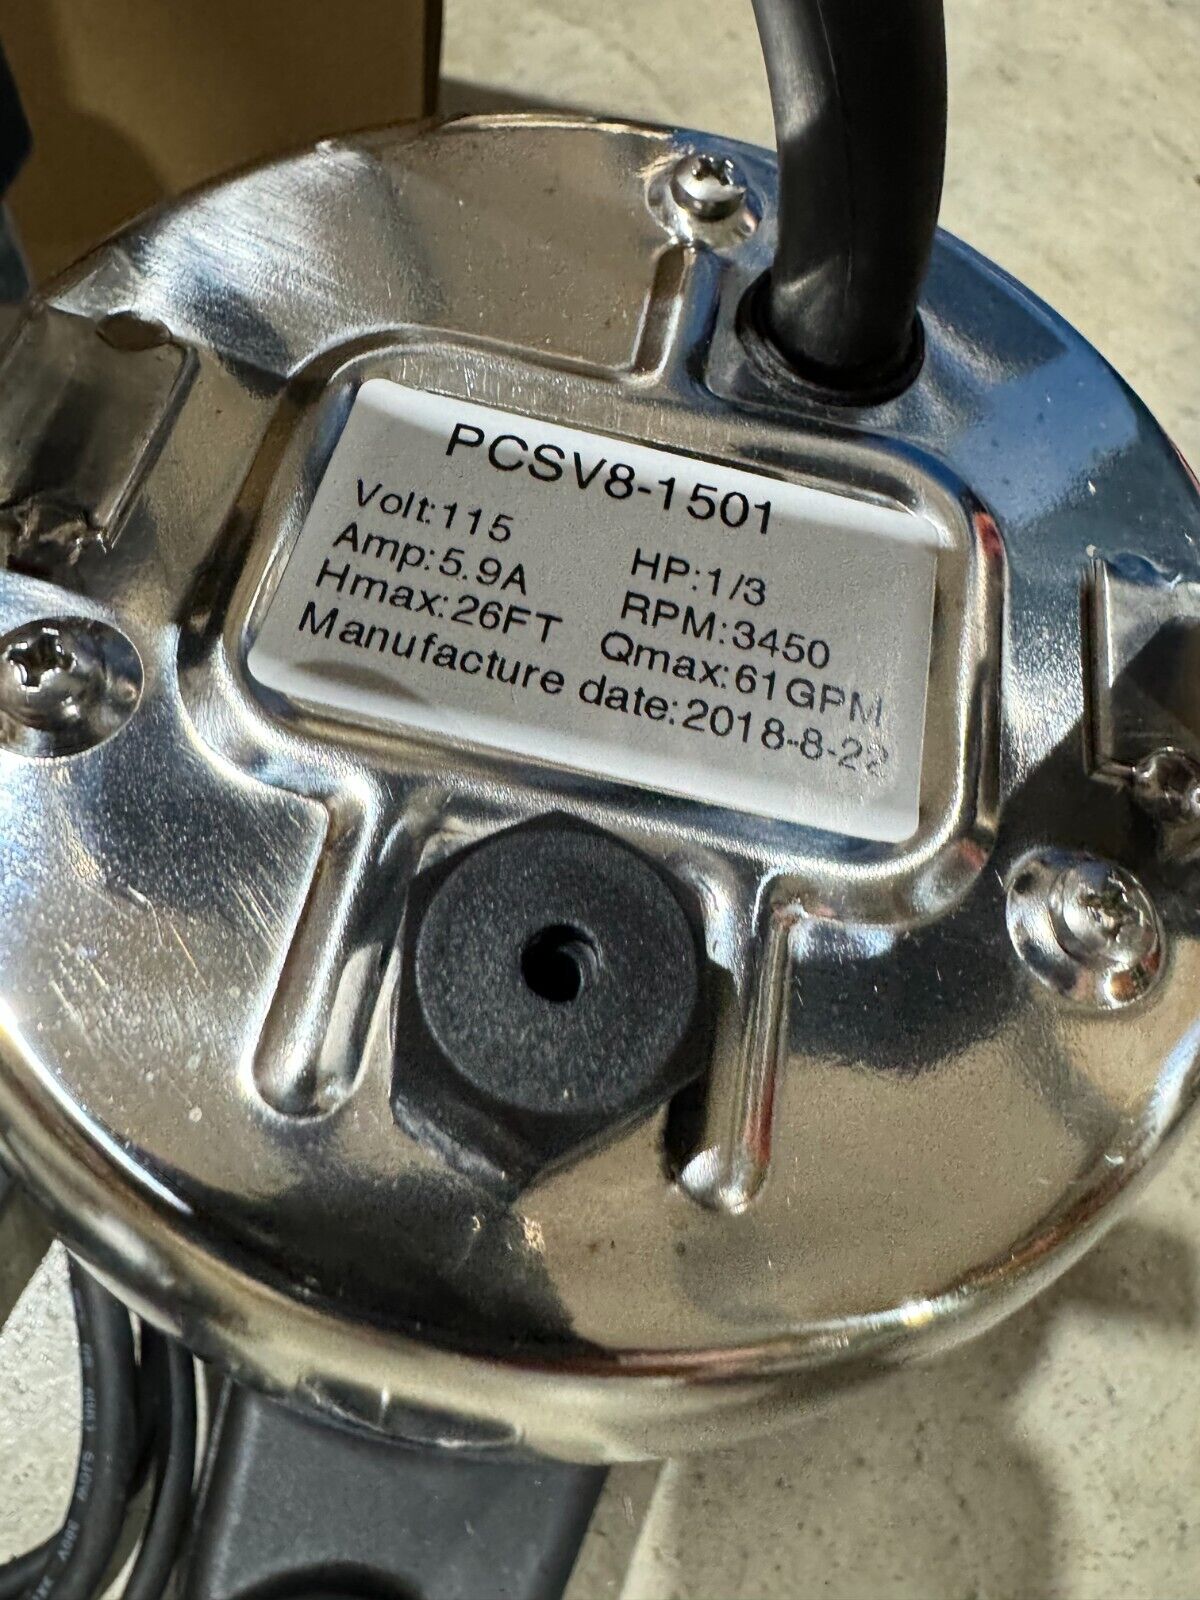 PCSV8-1501
Volt:115 HP:1/3
Amp:5.9A RPM:3450
Hmax:26FT Qmax:61GPM
Manufacture date:2018-8-22